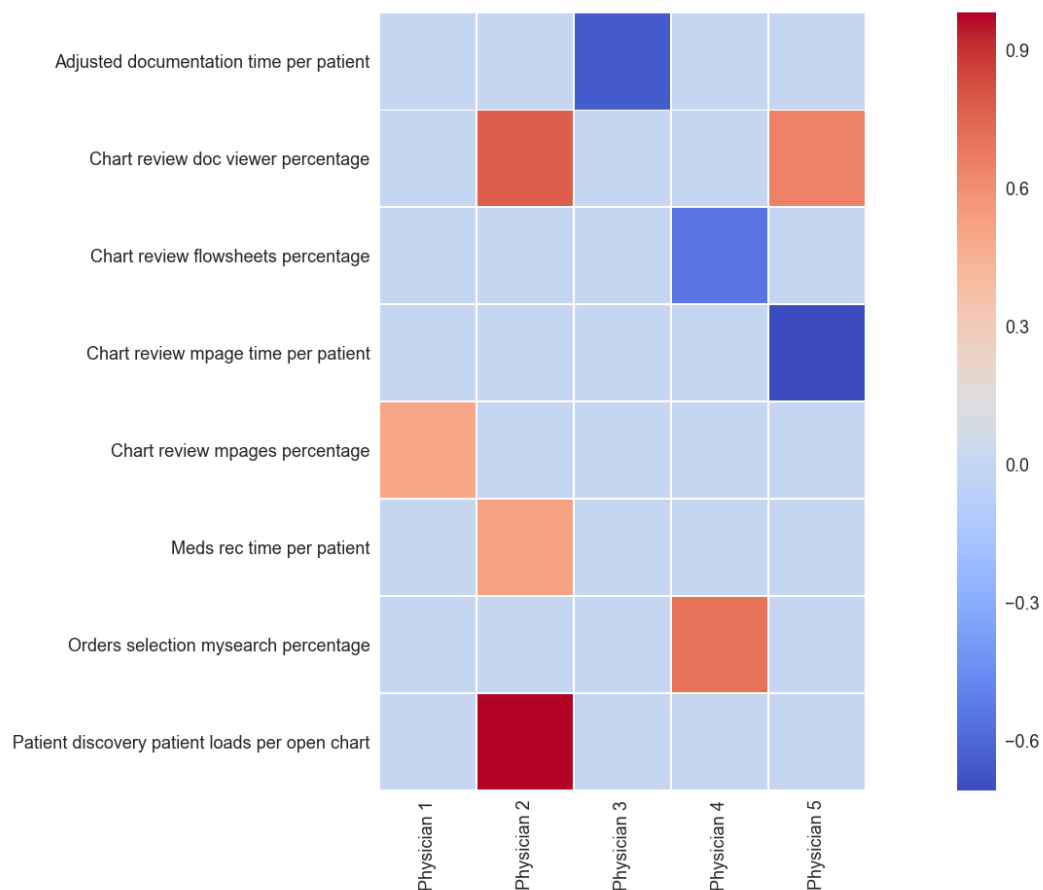 Adjusted documentation time per patient
Chart review doc viewer percentage
Chart review flowsheets percentage
Chart review mpage time per patient
Chart review mpages percentage
Meds rec time per patient
Orders selection mysearch percentage
Patient discovery patient loads per open chart
Physician 1
Physician 2
Physician 3
Physician 4
Physician 5
0.9
0.6
0.3
0.0
−0.3
−0.6